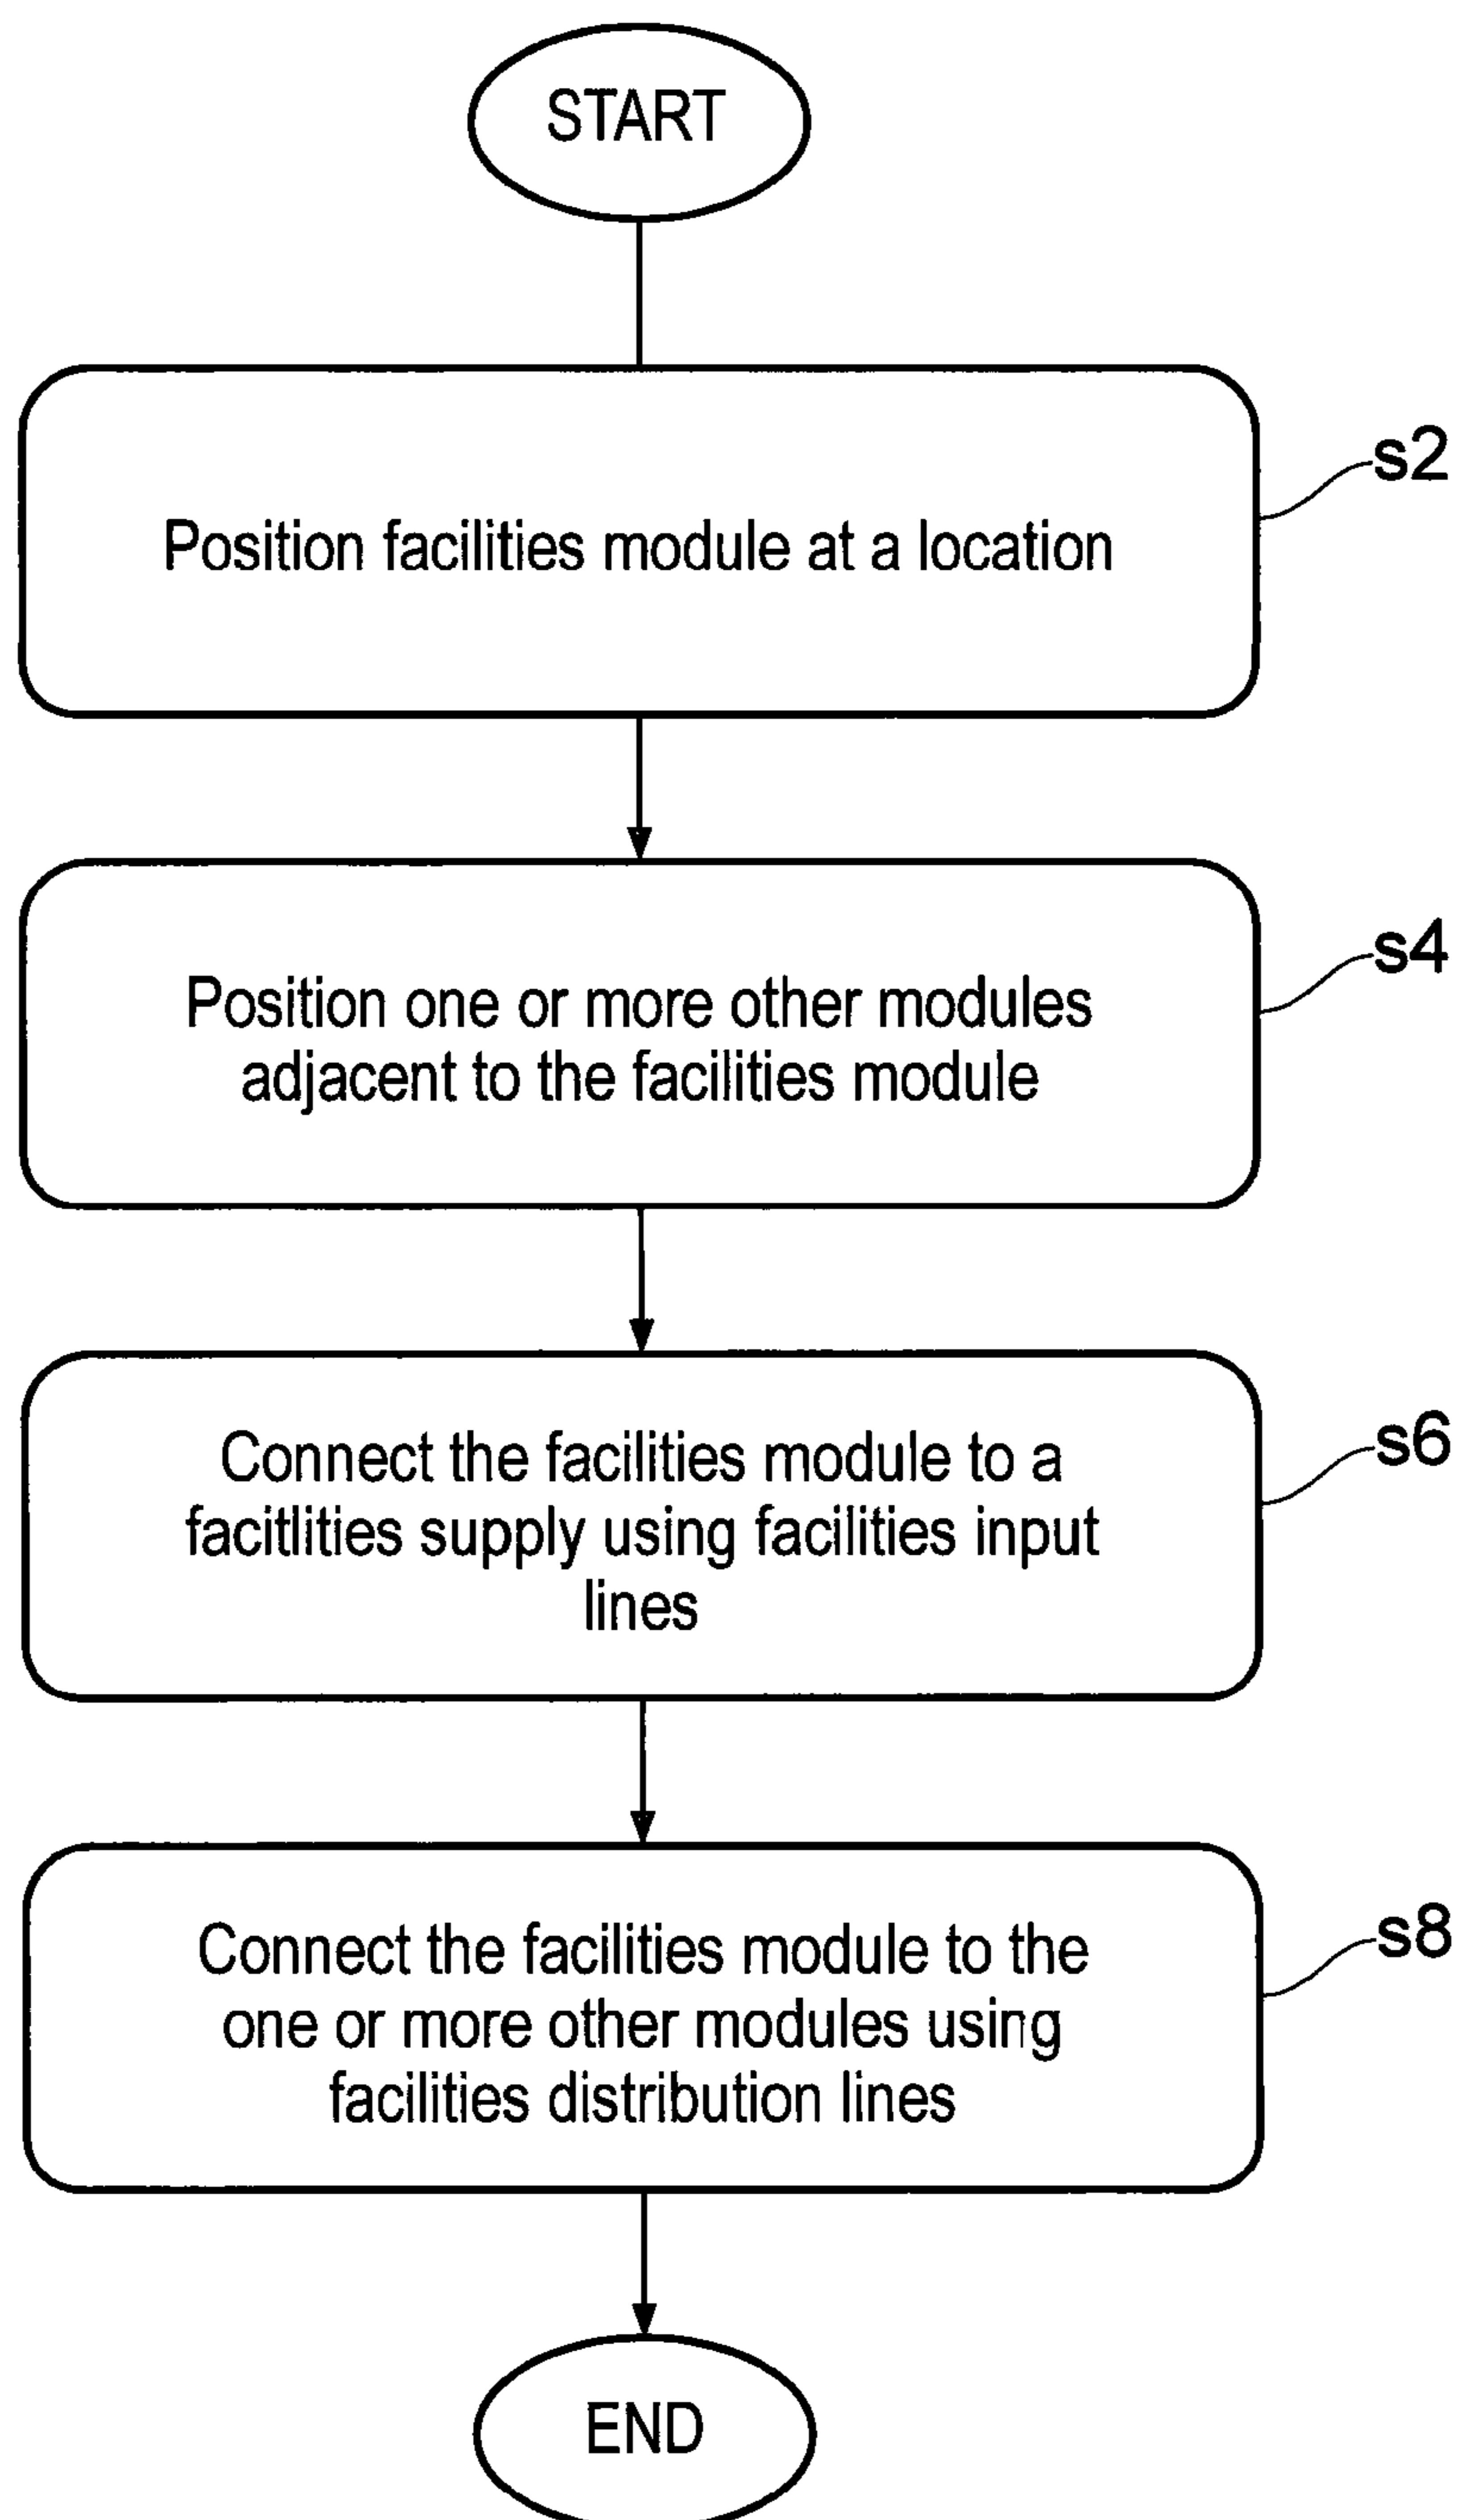 START
s2
Position facilities module at a location
s4
Position one or more other modules
adjacent to the facilities module
s6
Connect the facilities module to a
facitlities supply using facilities input
lines
s8
Connect the facilities module to the
one or more other modules using
facilities distribution lines
END